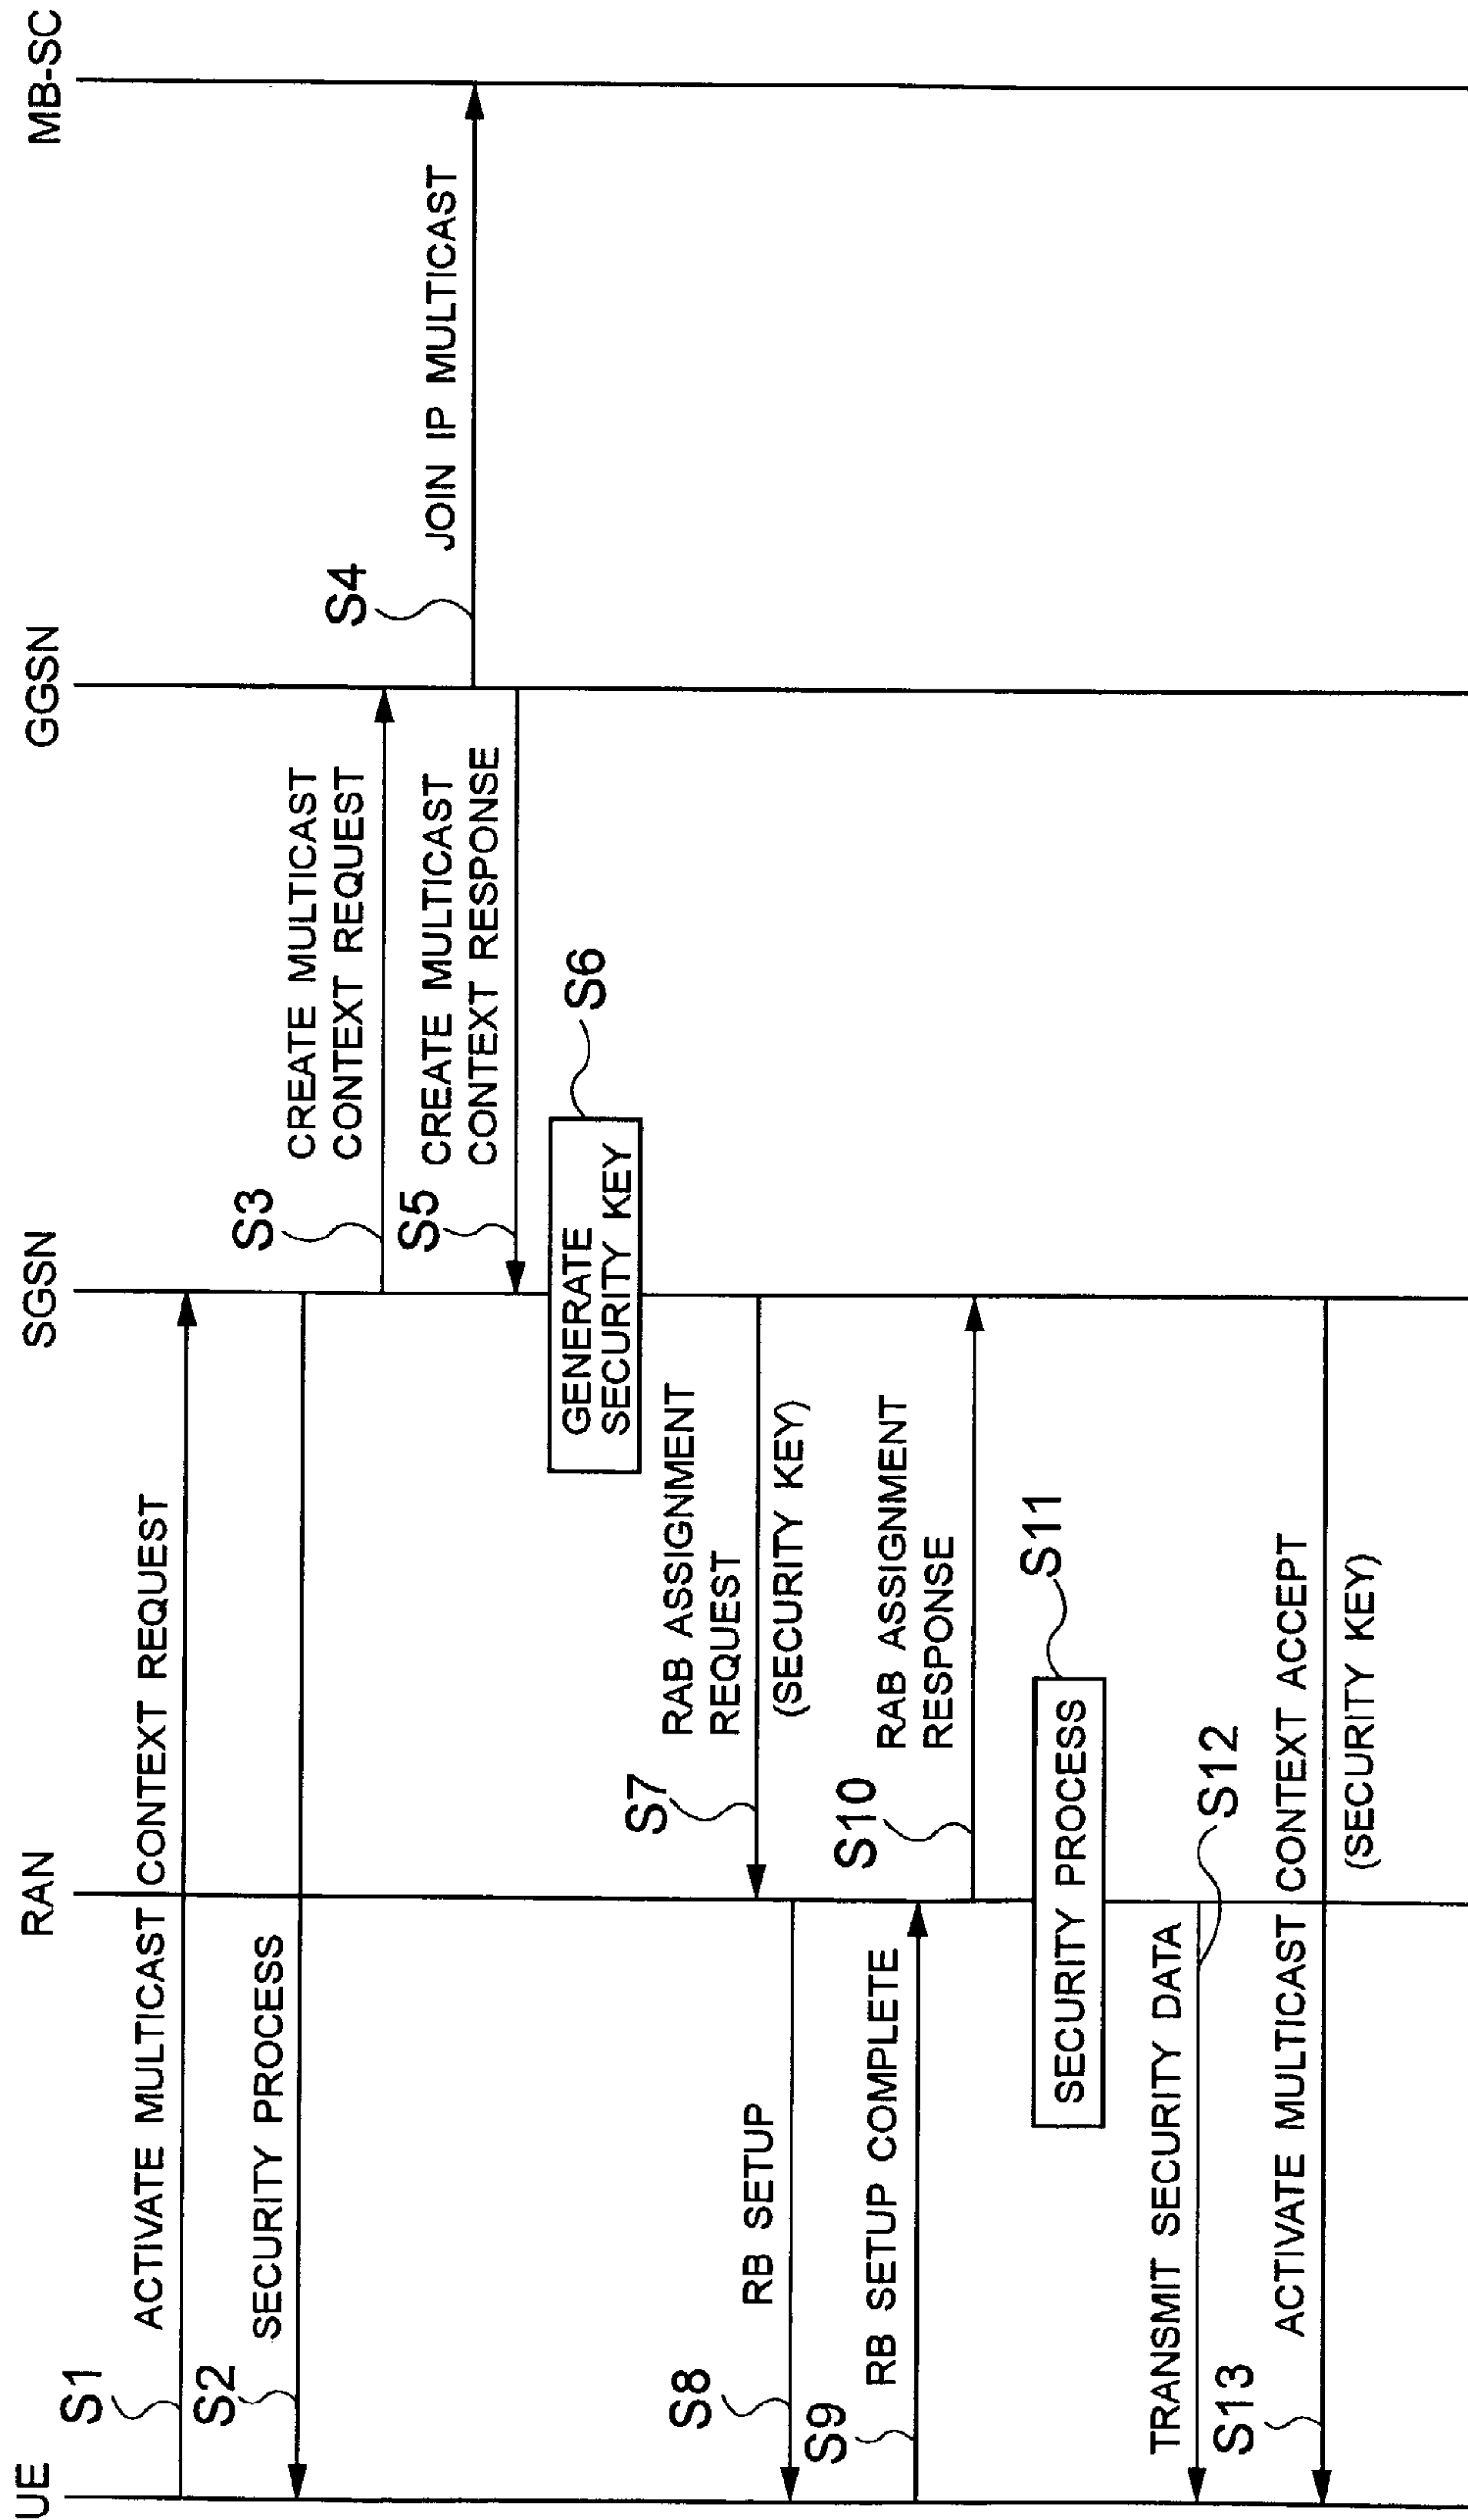 UE
RAN
SGSN
GGSN
MB-SC
S1
ACTIVATE MULTICAST CONTEXT REQUEST
S2
SECURITY PROCESS
S3
CREATE MULTICAST
CONTEXT REQUEST
S4
JOIN IP MULTICAST
S5
CREATE MULTICAST
CONTEXT RESPONSE
S6
GENERATE
SECURITY KEY
S7
RAB ASSIGNMENT
REQUEST
(SECURITY KEY)
S8
RB SETUP
S9
RB SETUP COMPLETE
S10
RAB ASSIGNMENT
RESPONSE
S11
SECURITY PROCESS
TRANSMIT SECURITY DATA
S12
S13
ACTIVATE MULTICAST CONTEXT ACCEPT
(SECURITY KEY)